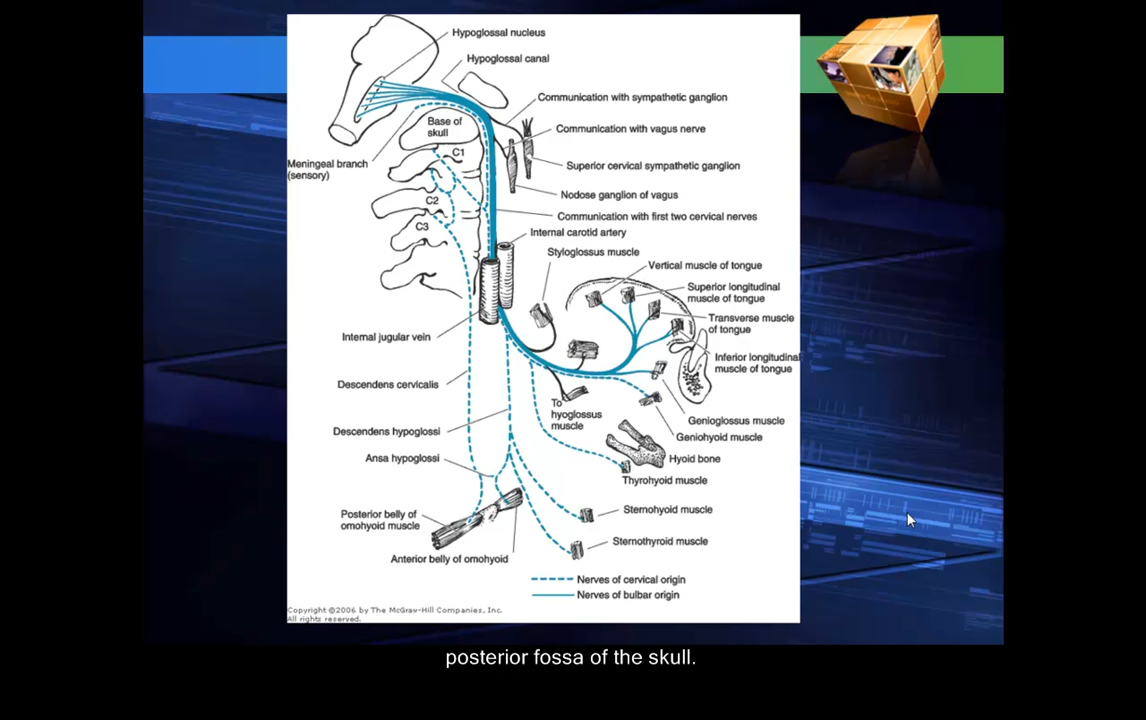 Hypoglossal nucleus
Hypoglossal canal
Communication with sympathetic ganglion
Base of
skull
Communication with vagus nerve
C1
Meningeal branch
(sensory)
Superior cervical sympathetic ganglion
Nodose ganglion of vagus
C2
Communication with first two cervical nerves
C3
Internal carotid artery
Styloglossus muscle
Vertical muscle of tongue
Superior longitudinal
muscle of tongue
Transverse muscle
of tongue
Internal jugular vein
Inferior longitudinal
muscle of tongue
Descendens cervicalis
To
hyoglossus
muscle
Genioglossus muscle
Descendens hypoglossi
Geniohyoid muscle
Ansa hypoglossi
Hyoid bone
Thyrohyoid muscle
Posterior belly of
omohyoid muscle
Sternohyoid muscle
Sternothyroid muscle
Anterior belly of omohyoid
Nerves of cervical origin
Nerves of bulbar origin
Copyright ©2006 by The McGraw-Hill Companies, Inc.
All rights reserved.
posterior fossa of the skull.